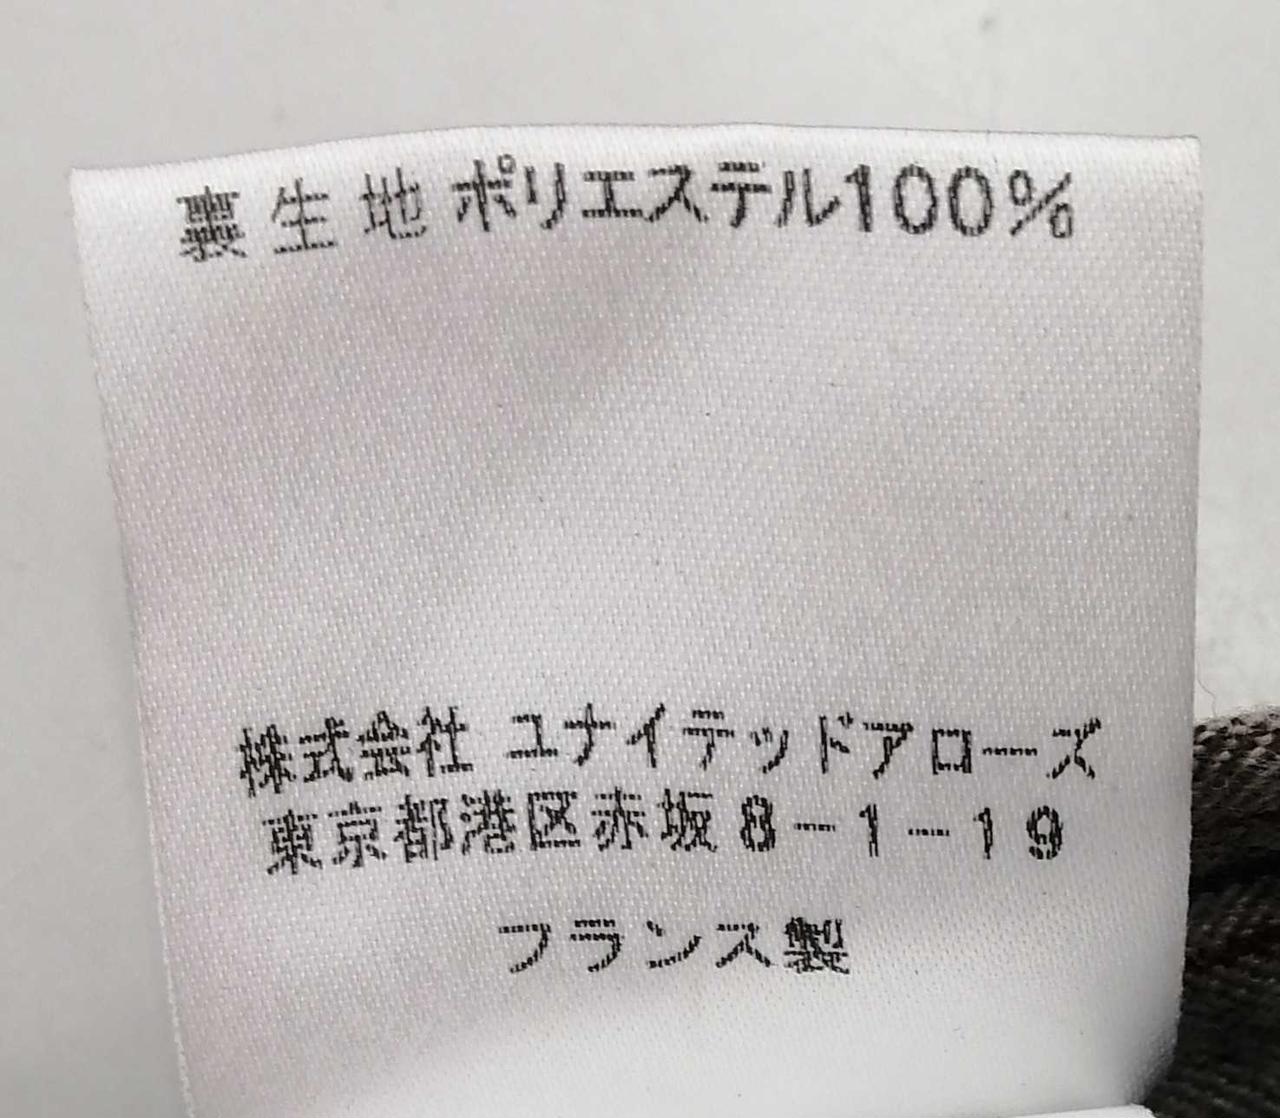 裏生地 ポリエステル100%
株式会社 ユナイテッドアローズ
東京都港区赤坂8-1-19
フランス製